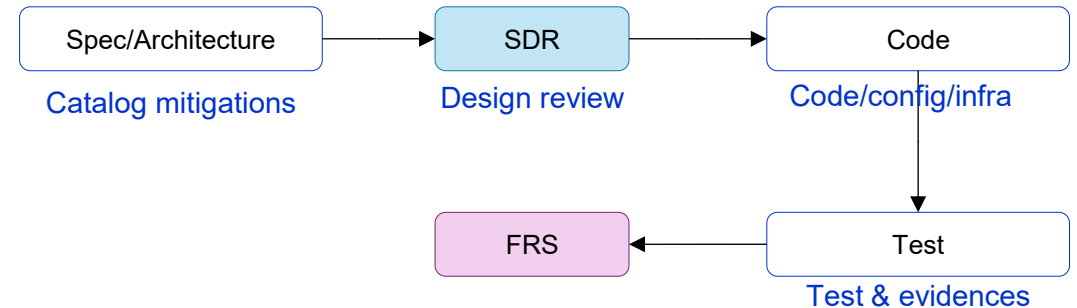 Spec/Architecture
SDR
Code
Catalog mitigations
Design review
Code/config/infra
FRS
Test
Test & evidences